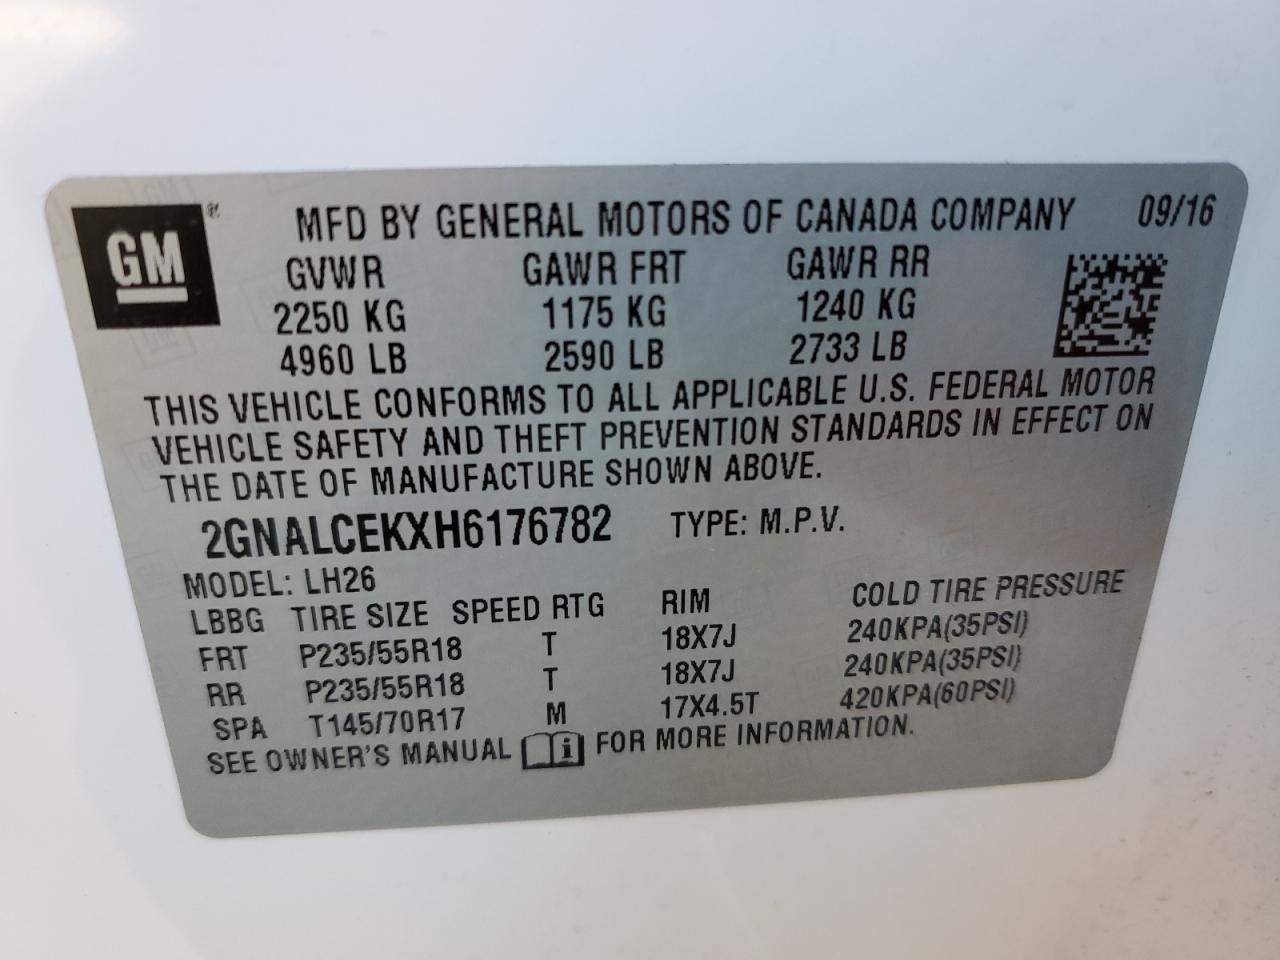 GM ® MFD BY GENERAL MOTORS OF CANADA COMPANY 09/16
GVWR GAWR FRT GAWR RR
2250 KG 1175 KG 1240 KG
4960 LB 2590 LB 2733 LB
THIS VEHICLE CONFORMS TO ALL APPLICABLE U.S. FEDERAL MOTOR
VEHICLE SAFETY AND THEFT PREVENTION STANDARDS IN EFFECT ON
THE DATE OF MANUFACTURE SHOWN ABOVE.
2GNALCEKXH6176782 TYPE: M.P.V.
MODEL: LH26
LBBG TIRE SIZE SPEED RTG RIM COLD TIRE PRESSURE
FRT P235/55R18 T 18X7J 240KPA(35PSI)
RR P235/55R18 T 18X7J 240KPA(35PSI)
SPA T145/70R17 M 17X4.5T 420KPA(60PSI)
SEE OWNER'S MANUAL i FOR MORE INFORMATION.